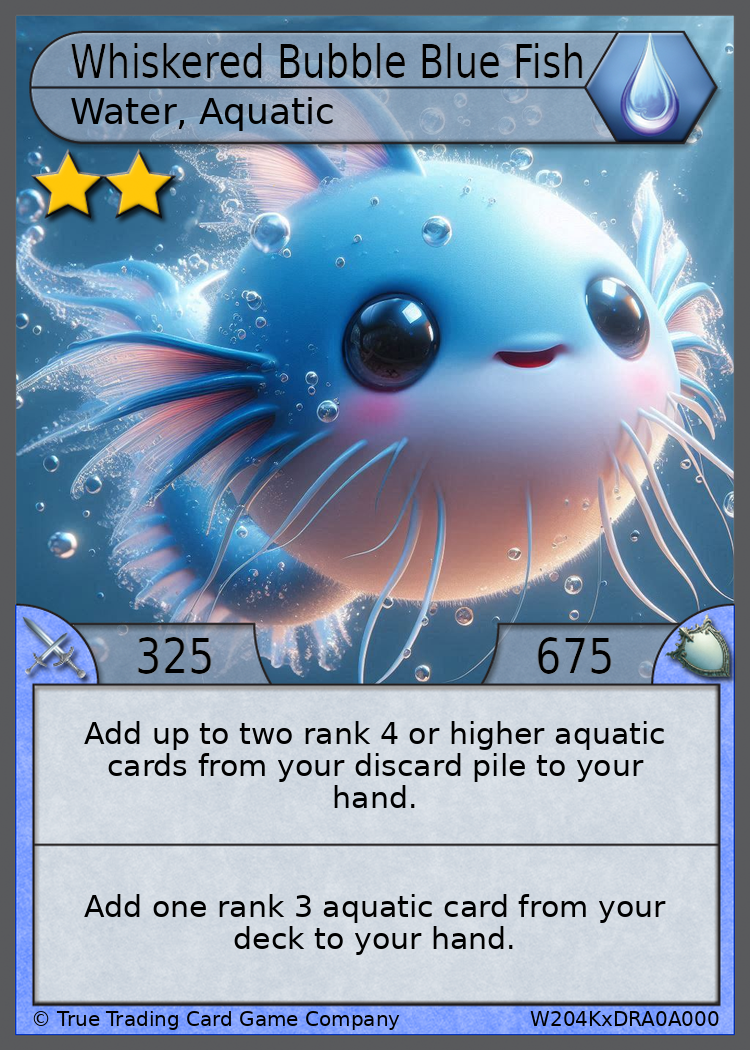 Whiskered Bubble Blue Fish
Water, Aquatic
325
675
Add up to two rank 4 or higher aquatic
cards from your discard pile to your
hand.
Add one rank 3 aquatic card from your
deck to your hand.
© True Trading Card Game Company
W204KxDRA0A000